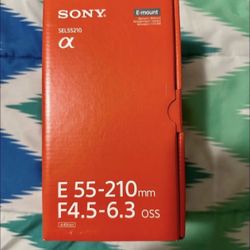 SONY
SEL55210
α
E-mount
E 55-210mm
F4.5-6.3 OSS